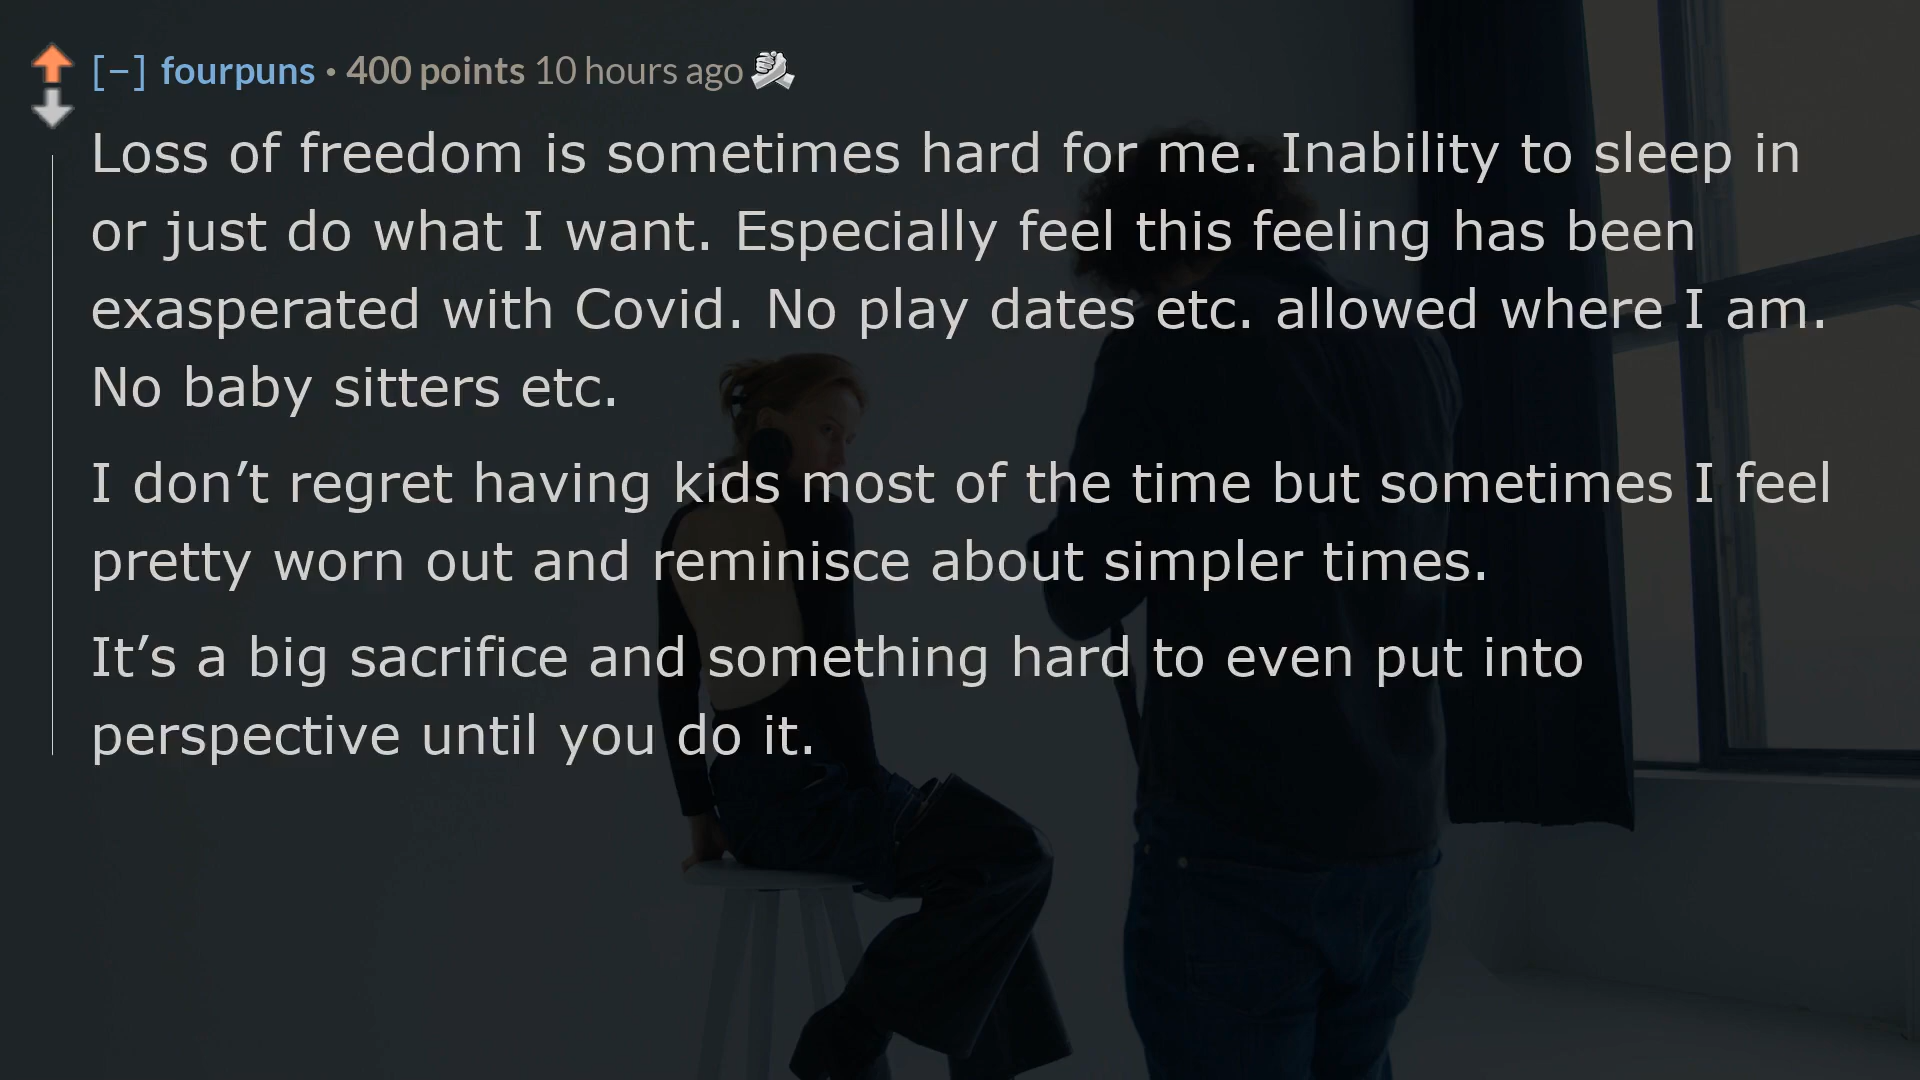 [–] fourpuns • 400 points 10 hours ago
Loss of freedom is sometimes hard for me. Inability to sleep in
or just do what I want. Especially feel this feeling has been
exasperated with Covid. No play dates etc. allowed where I am.
No baby sitters etc.
I don’t regret having kids most of the time but sometimes I feel
pretty worn out and reminisce about simpler times.
It’s a big sacrifice and something hard to even put into
perspective until you do it.